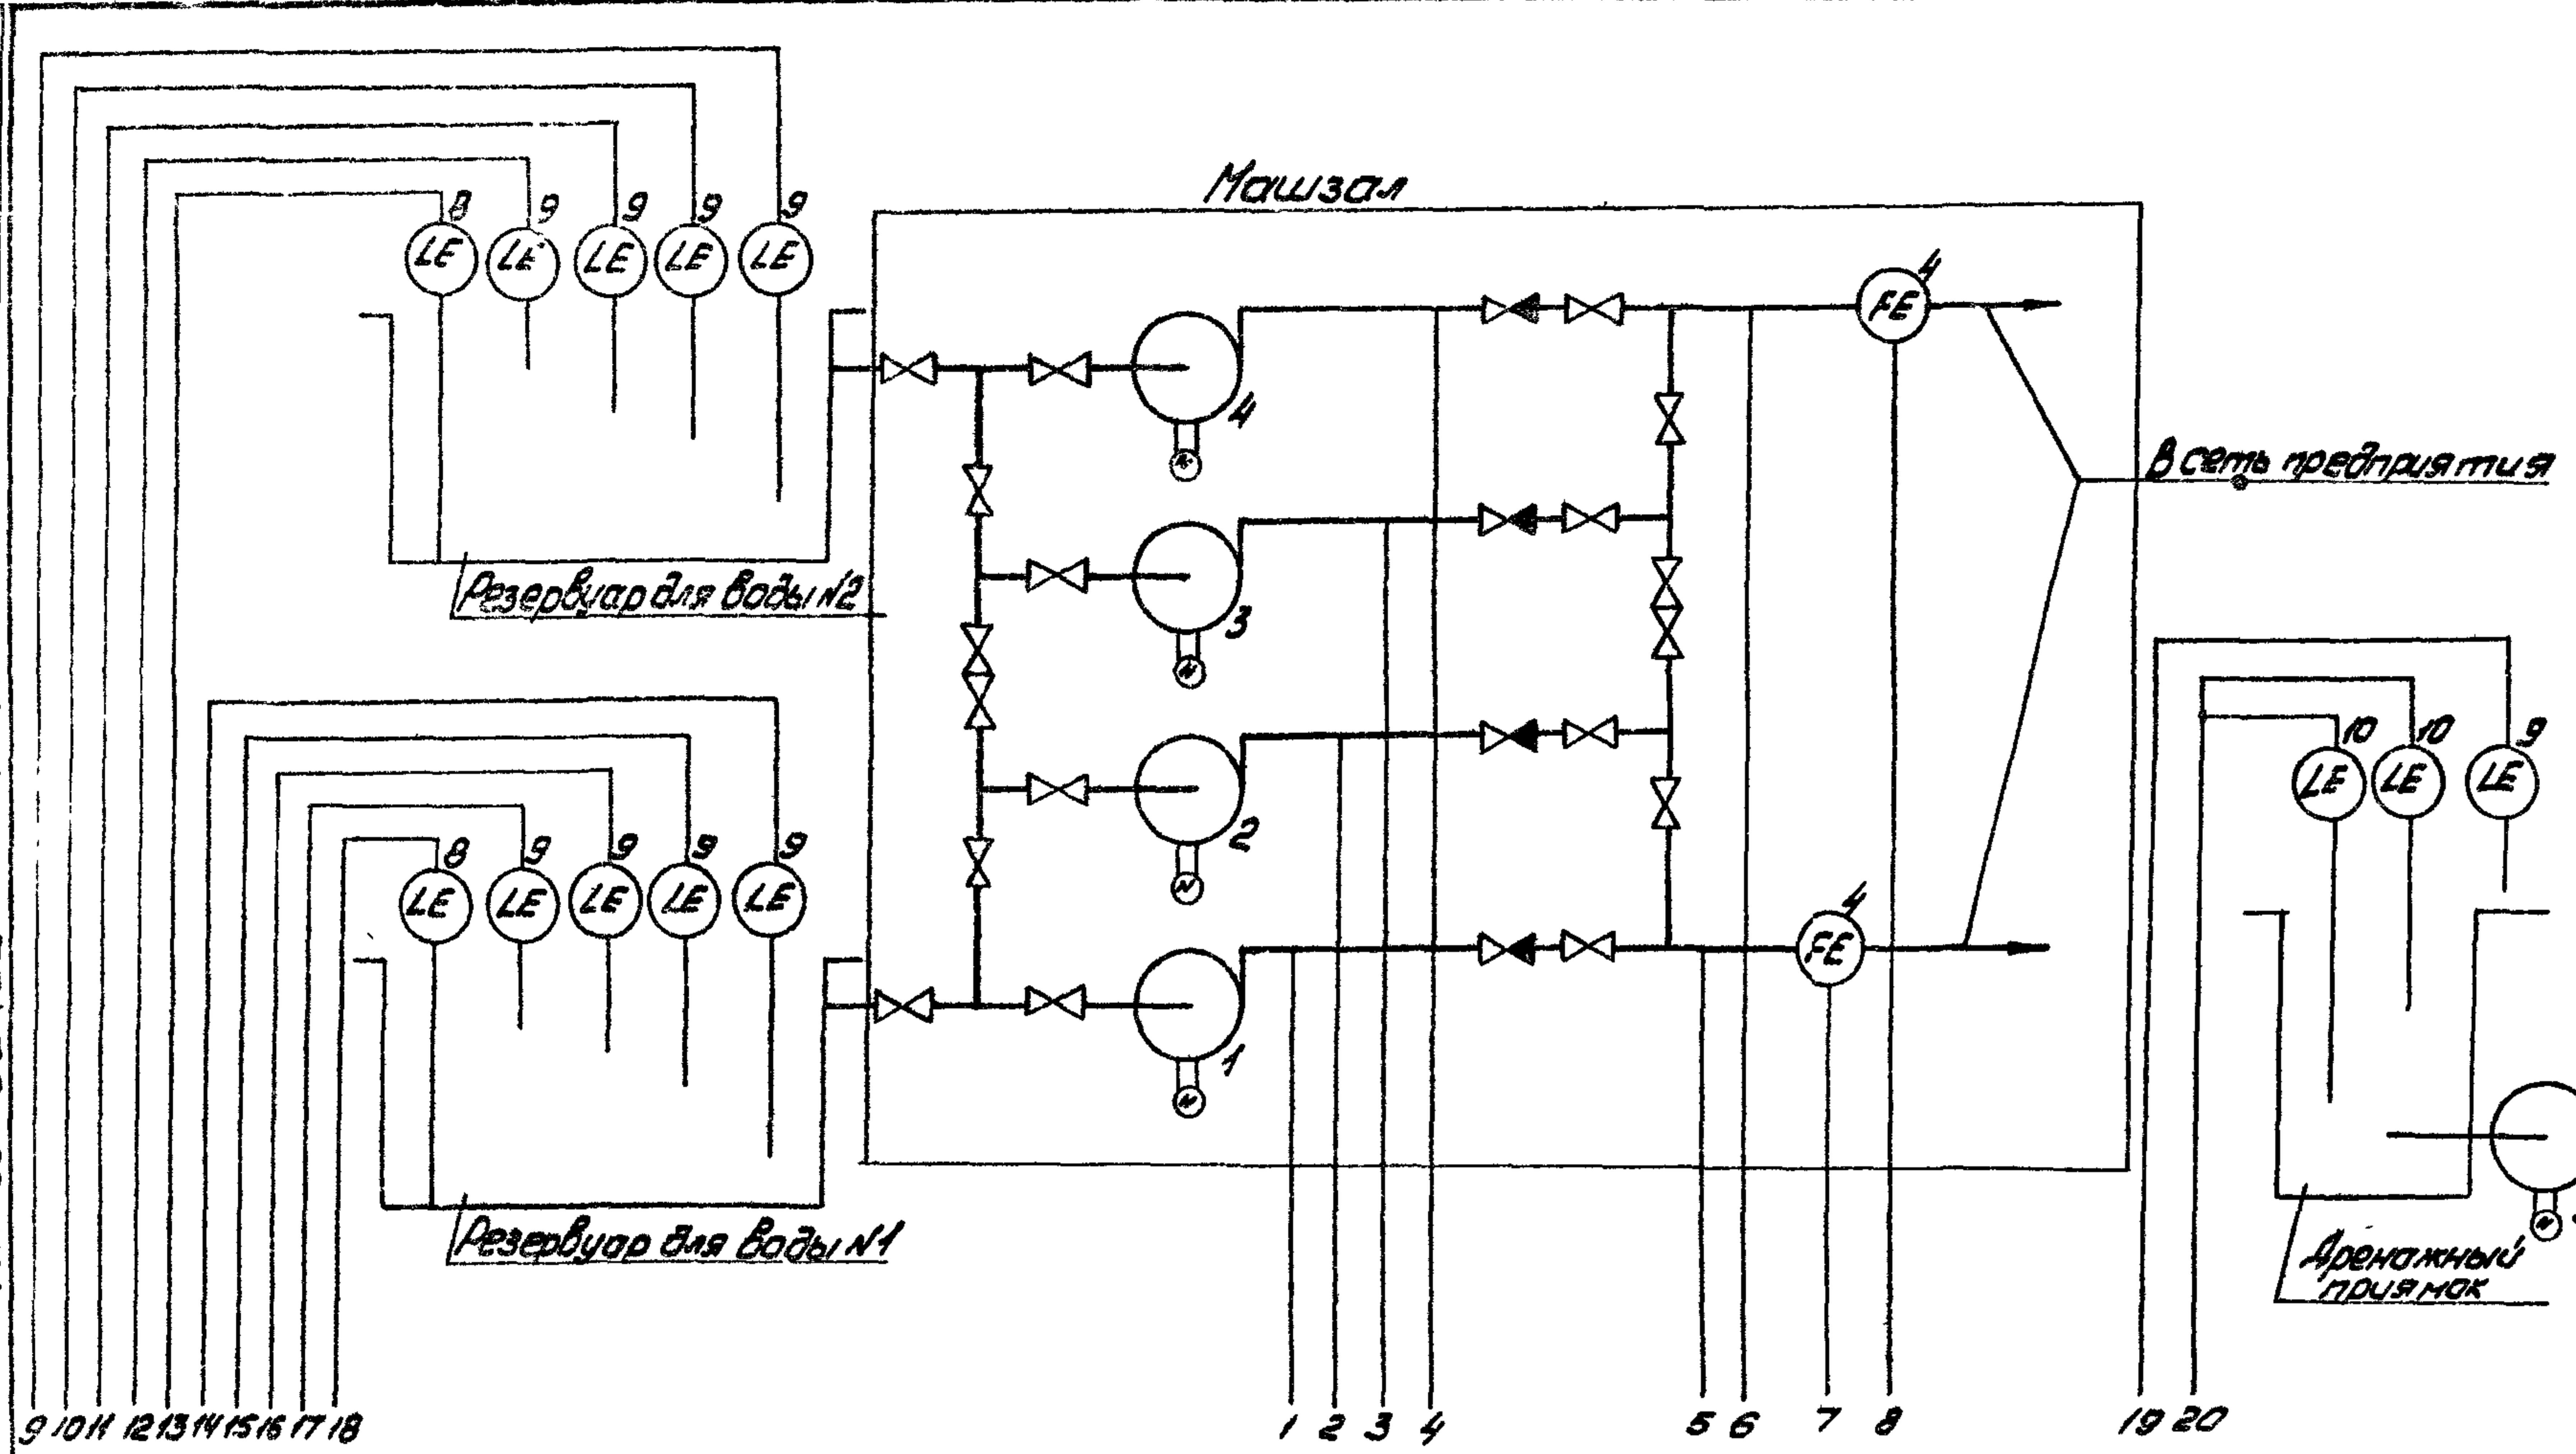 Машзал
8 9 9 9 9
LE LE LE LE LE
4
FE
4
В сеть предприятия
Резервуар для воды №2
3
10 10 9
LE LE LE
8 9 9 9 9
LE LE LE LE LE
2
4
FE
1
Резервуар для воды №1
Дренажный
приямок
9 10 11 12 13 14 15 16 17 18 1 2 3 4 5 6 7 8 19 20